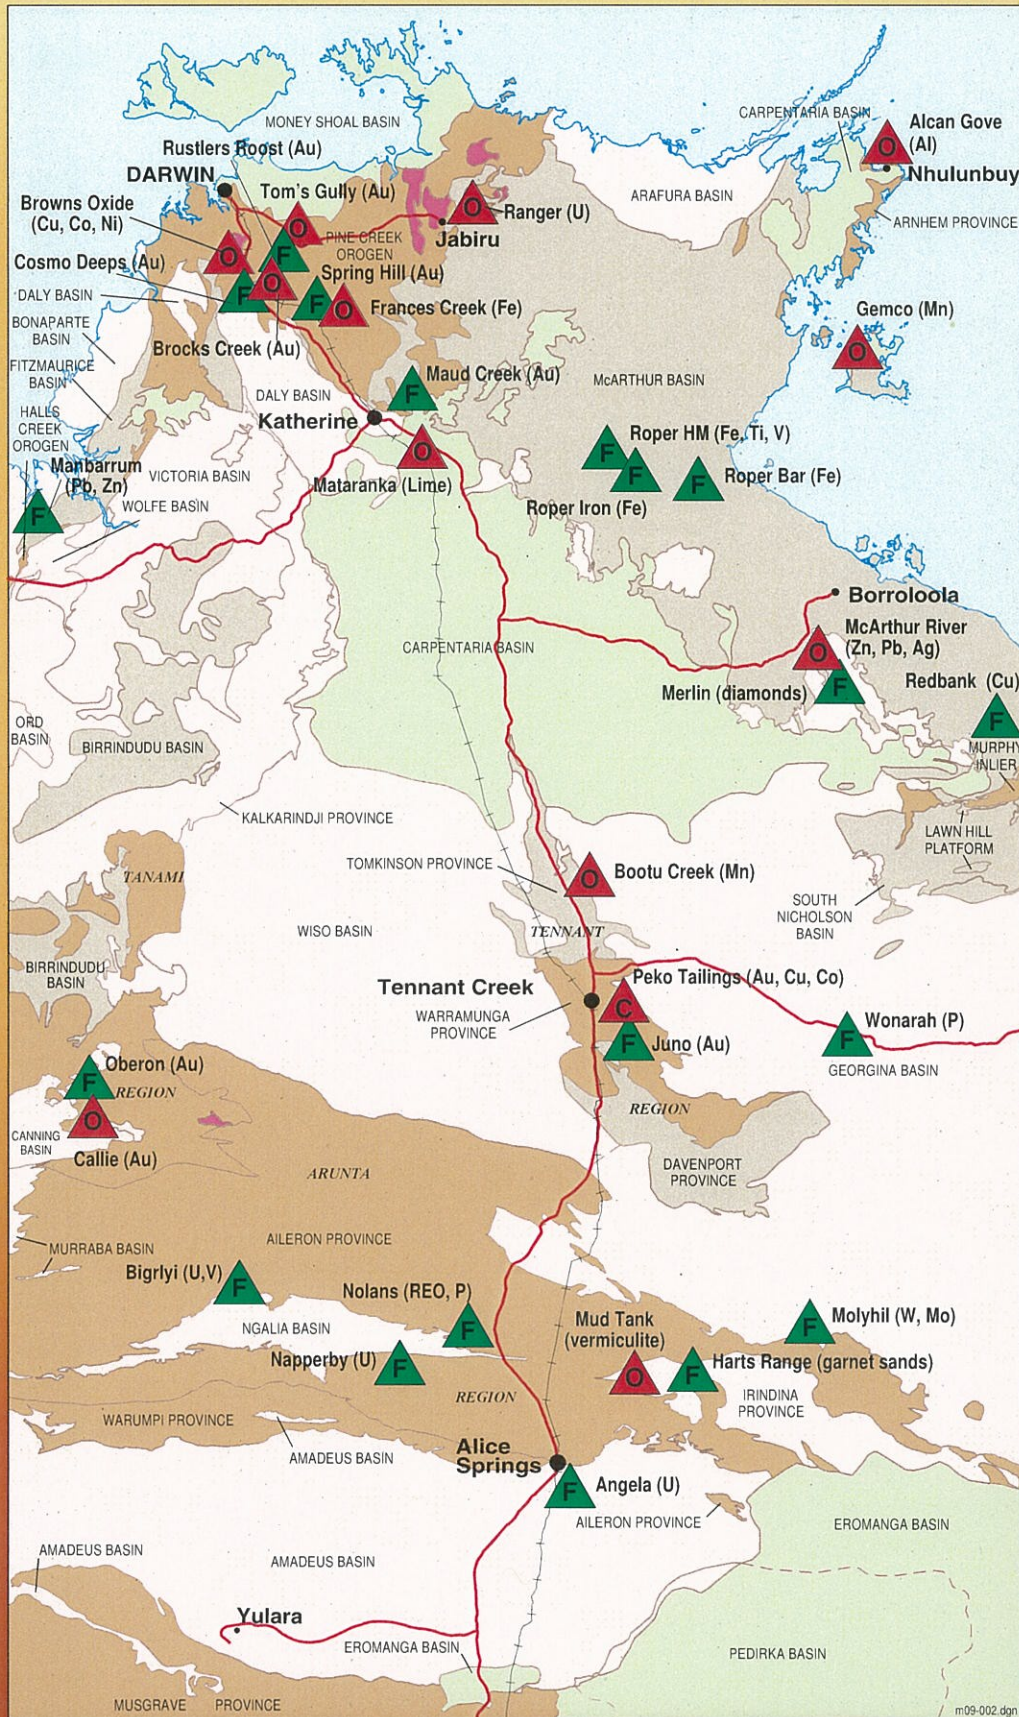 MONEY SHOAL BASIN
CARPENTARIA BASIN
Alcan Gove
(Al)
O
Nhulunbuy
Rustlers Roost (Au)
DARWIN
Tom's Gully (Au)
ARAFURA BASIN
ARNHEM PROVINCE
Browns Oxide
(Cu, Co, Ni)
O
O
Ranger (U)
Jabiru
PINE CREEK
OROGEN
O
F
Cosmo Deeps (Au)
Spring Hill (Au)
F
O
F
O
Frances Creek (Fe)
DALY BASIN
Gemco (Mn)
O
BONAPARTE
BASIN
Brocks Creek (Au)
FITZMAURICE
BASIN
Maud Creek (Au)
F
McARTHUR BASIN
DALY BASIN
HALLS
CREEK
OROGEN
Katherine
Roper HM (Fe, Ti, V)
F
F
F
Roper Bar (Fe)
Roper Iron (Fe)
O
Mataranka (Lime)
Manbarrum
(Pb, Zn)
F
VICTORIA BASIN
WOLFE BASIN
Borroloola
McArthur River
(Zn, Pb, Ag)
O
CARPENTARIA BASIN
Merlin (diamonds)
F
Redbank (Cu)
F
ORD
BASIN
BIRRINDUDU BASIN
MURPHY
INLIER
KALKARINDJI PROVINCE
LAWN HILL
PLATFORM
TOMKINSON PROVINCE
O
Bootu Creek (Mn)
TANAMI
SOUTH
NICHOLSON
BASIN
WISO BASIN
TENNANT
BIRRINDUDU
BASIN
Peko Tailings (Au, Cu, Co)
Tennant Creek
C
WARRAMUNGA
PROVINCE
Wonarah (P)
F
F
Juno (Au)
GEORGINA BASIN
Oberon (Au)
F
REGION
REGION
O
CANNING
BASIN
Callie (Au)
ARUNTA
DAVENPORT
PROVINCE
MURRABA BASIN
AILERON PROVINCE
Bigrlyi (U,V)
F
Nolans (REO, P)
F
NGALIA BASIN
Mud Tank
(vermiculite)
O
Molyhil (W, Mo)
F
Napperby (U)
F
Harts Range (garnet sands)
F
REGION
IRINDINA
PROVINCE
WARUMPI PROVINCE
AMADEUS BASIN
Alice
Springs
F
Angela (U)
AILERON PROVINCE
EROMANGA BASIN
AMADEUS BASIN
AMADEUS BASIN
Yulara
EROMANGA BASIN
PEDIRKA BASIN
MUSGRAVE PROVINCE
m09-002.dgn